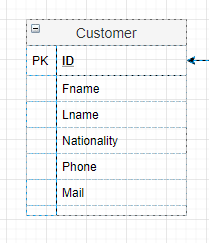 Customer
PK ID
Fname
Lname
Nationality
Phone
Mail